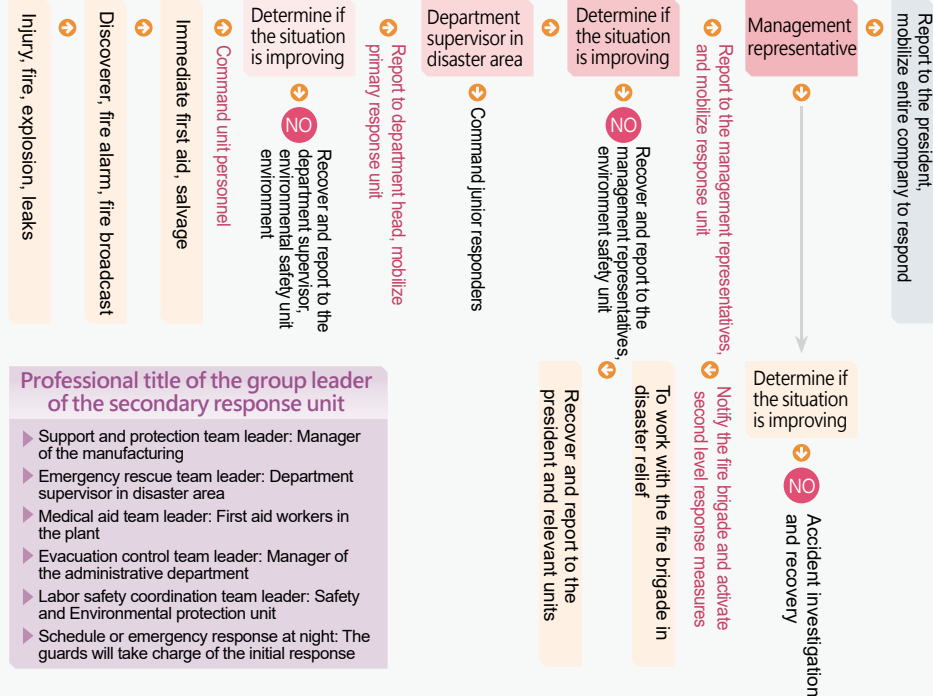 Injury, fire, explosion, leaks
Discoverer, fire alarm, fire broadcast
Immediate first aid, salvage
Command unit personnel
Determine if
the situation
is improving
NO
Recover and report to the
department supervisor,
environmental safety unit
environment
Report to department head, mobilize
primary response unit
Department
supervisor in
disaster area
Command junior responders
Determine if
the situation
is improving
NO
Recover and report to the
management representatives,
environment safety unit
Report to the management representatives,
and mobilize response unit
Management
representative
Report to the president,
mobilize entire company to respond
Determine if
the situation
is improving
NO
Accident investigation
and recovery
Notify the fire brigade and activate
second level response measures
To work with the fire brigade in
disaster relief
Recover and report to the
president and relevant units
Professional title of the group leader
of the secondary response unit
Support and protection team leader: Manager
of the manufacturing
Emergency rescue team leader: Department
supervisor in disaster area
Medical aid team leader: First aid workers in
the plant
Evacuation control team leader: Manager of
the administrative department
Labor safety coordination team leader: Safety
and Environmental protection unit
Schedule or emergency response at night: The
guards will take charge of the initial response